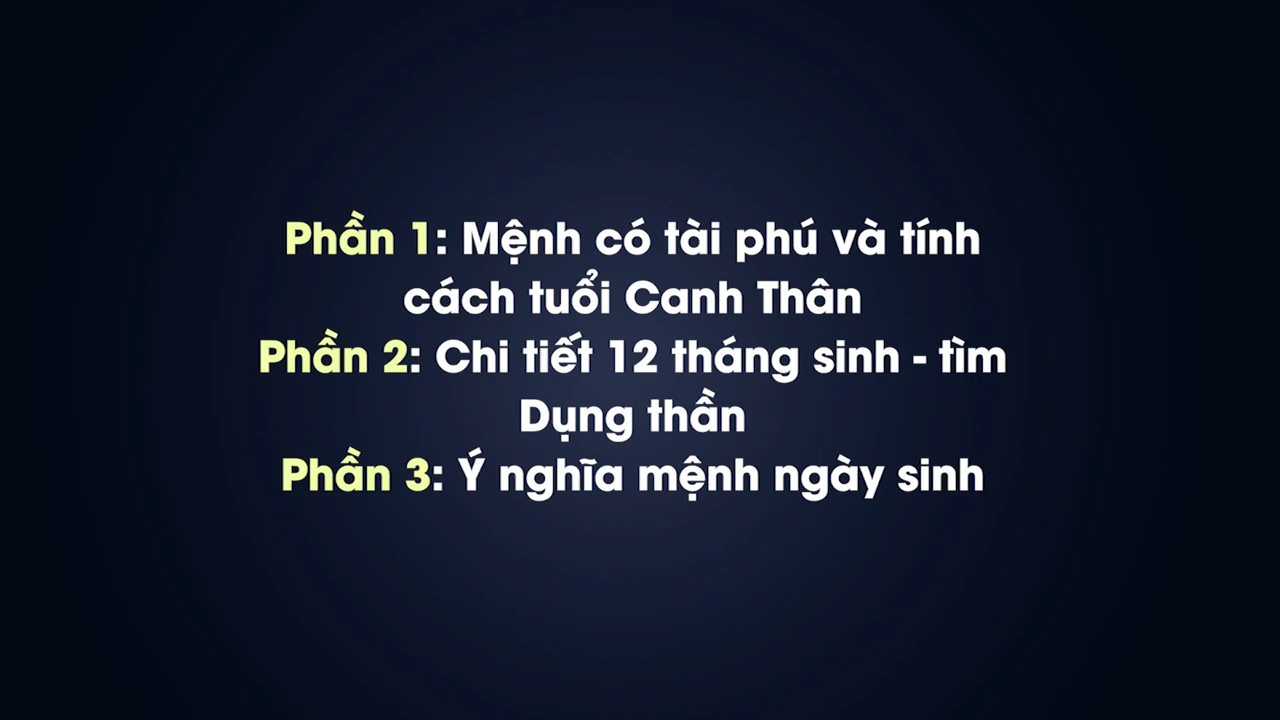 Phần 1: Mệnh có tài phú và tính
cách tuổi Canh Thân
Phần 2: Chi tiết 12 tháng sinh - tìm
Dụng thần
Phần 3: Ý nghĩa mệnh ngày sinh